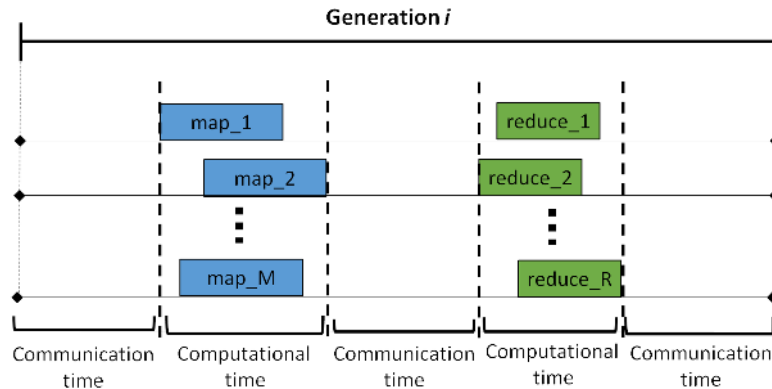 Generation i
map_1
reduce_1
map_2
reduce_2
map_M
reduce_R
Communication time
Computational time
Communication time
Computational time
Communication time